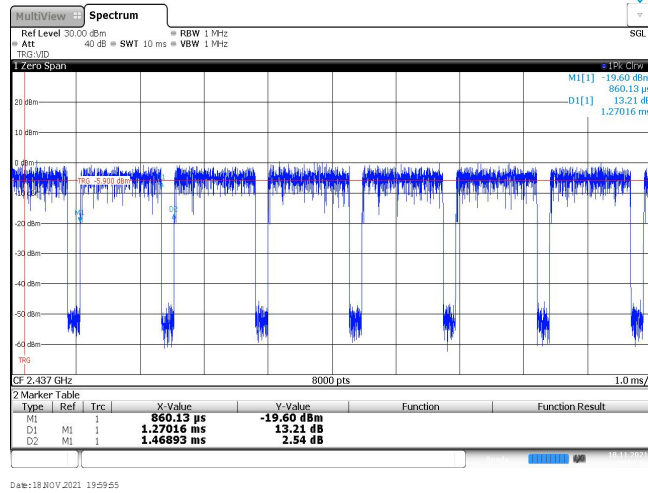 MultiView Spectrum
Ref Level 30.00 dBm RBW 1 MHz SGL
Att 40 dB SWT 10 ms VBW 1 MHz
TRG:VID
1 Zero Span 1Pk Clrw
M1[1] -19.60 dBm
860.13 µs
D1[1] 13.21 dB
1.27016 ms
20 dBm
10 dBm
0 dBm
TRG -5.900 dBm
-10 dBm
M1 D2
-20 dBm
-30 dBm
-40 dBm
-50 dBm
-60 dBm
TRG
CF 2.437 GHz 8000 pts 1.0 ms/
2 Marker Table
Type Ref Trc X-Value Y-Value Function Function Result
M1 1 860.13 µs -19.60 dBm
D1 M1 1 1.27016 ms 13.21 dB
D2 M1 1 1.46893 ms 2.54 dB
18.11.2021
Date: 18.NOV.2021 19:59:55